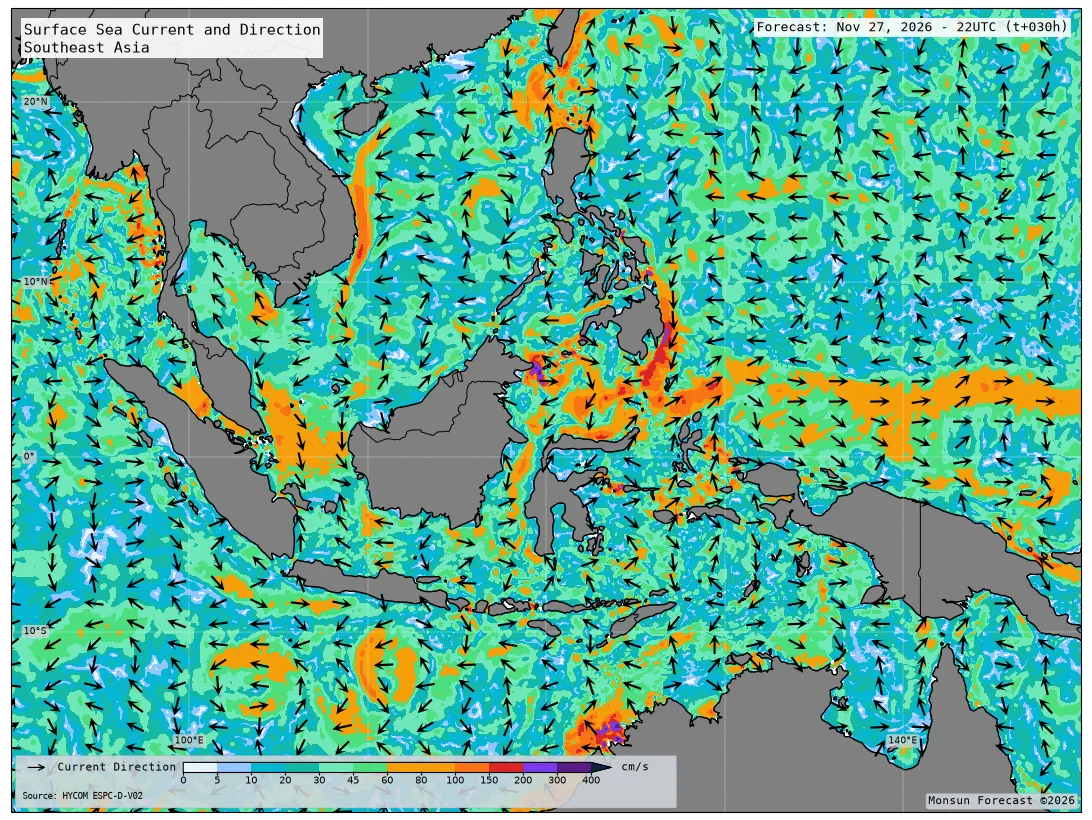 Surface Sea Current and Direction
Southeast Asia
Forecast: Nov 27, 2026 - 22UTC (t+030h)
20°N
10°N
0°
10°S
100°E
140°E
Current Direction
0 5 10 20 30 45 60 80 100 150 200 300 400 cm/s
Source: HYCOM ESPC-D-V02
Monsun Forecast ©2026